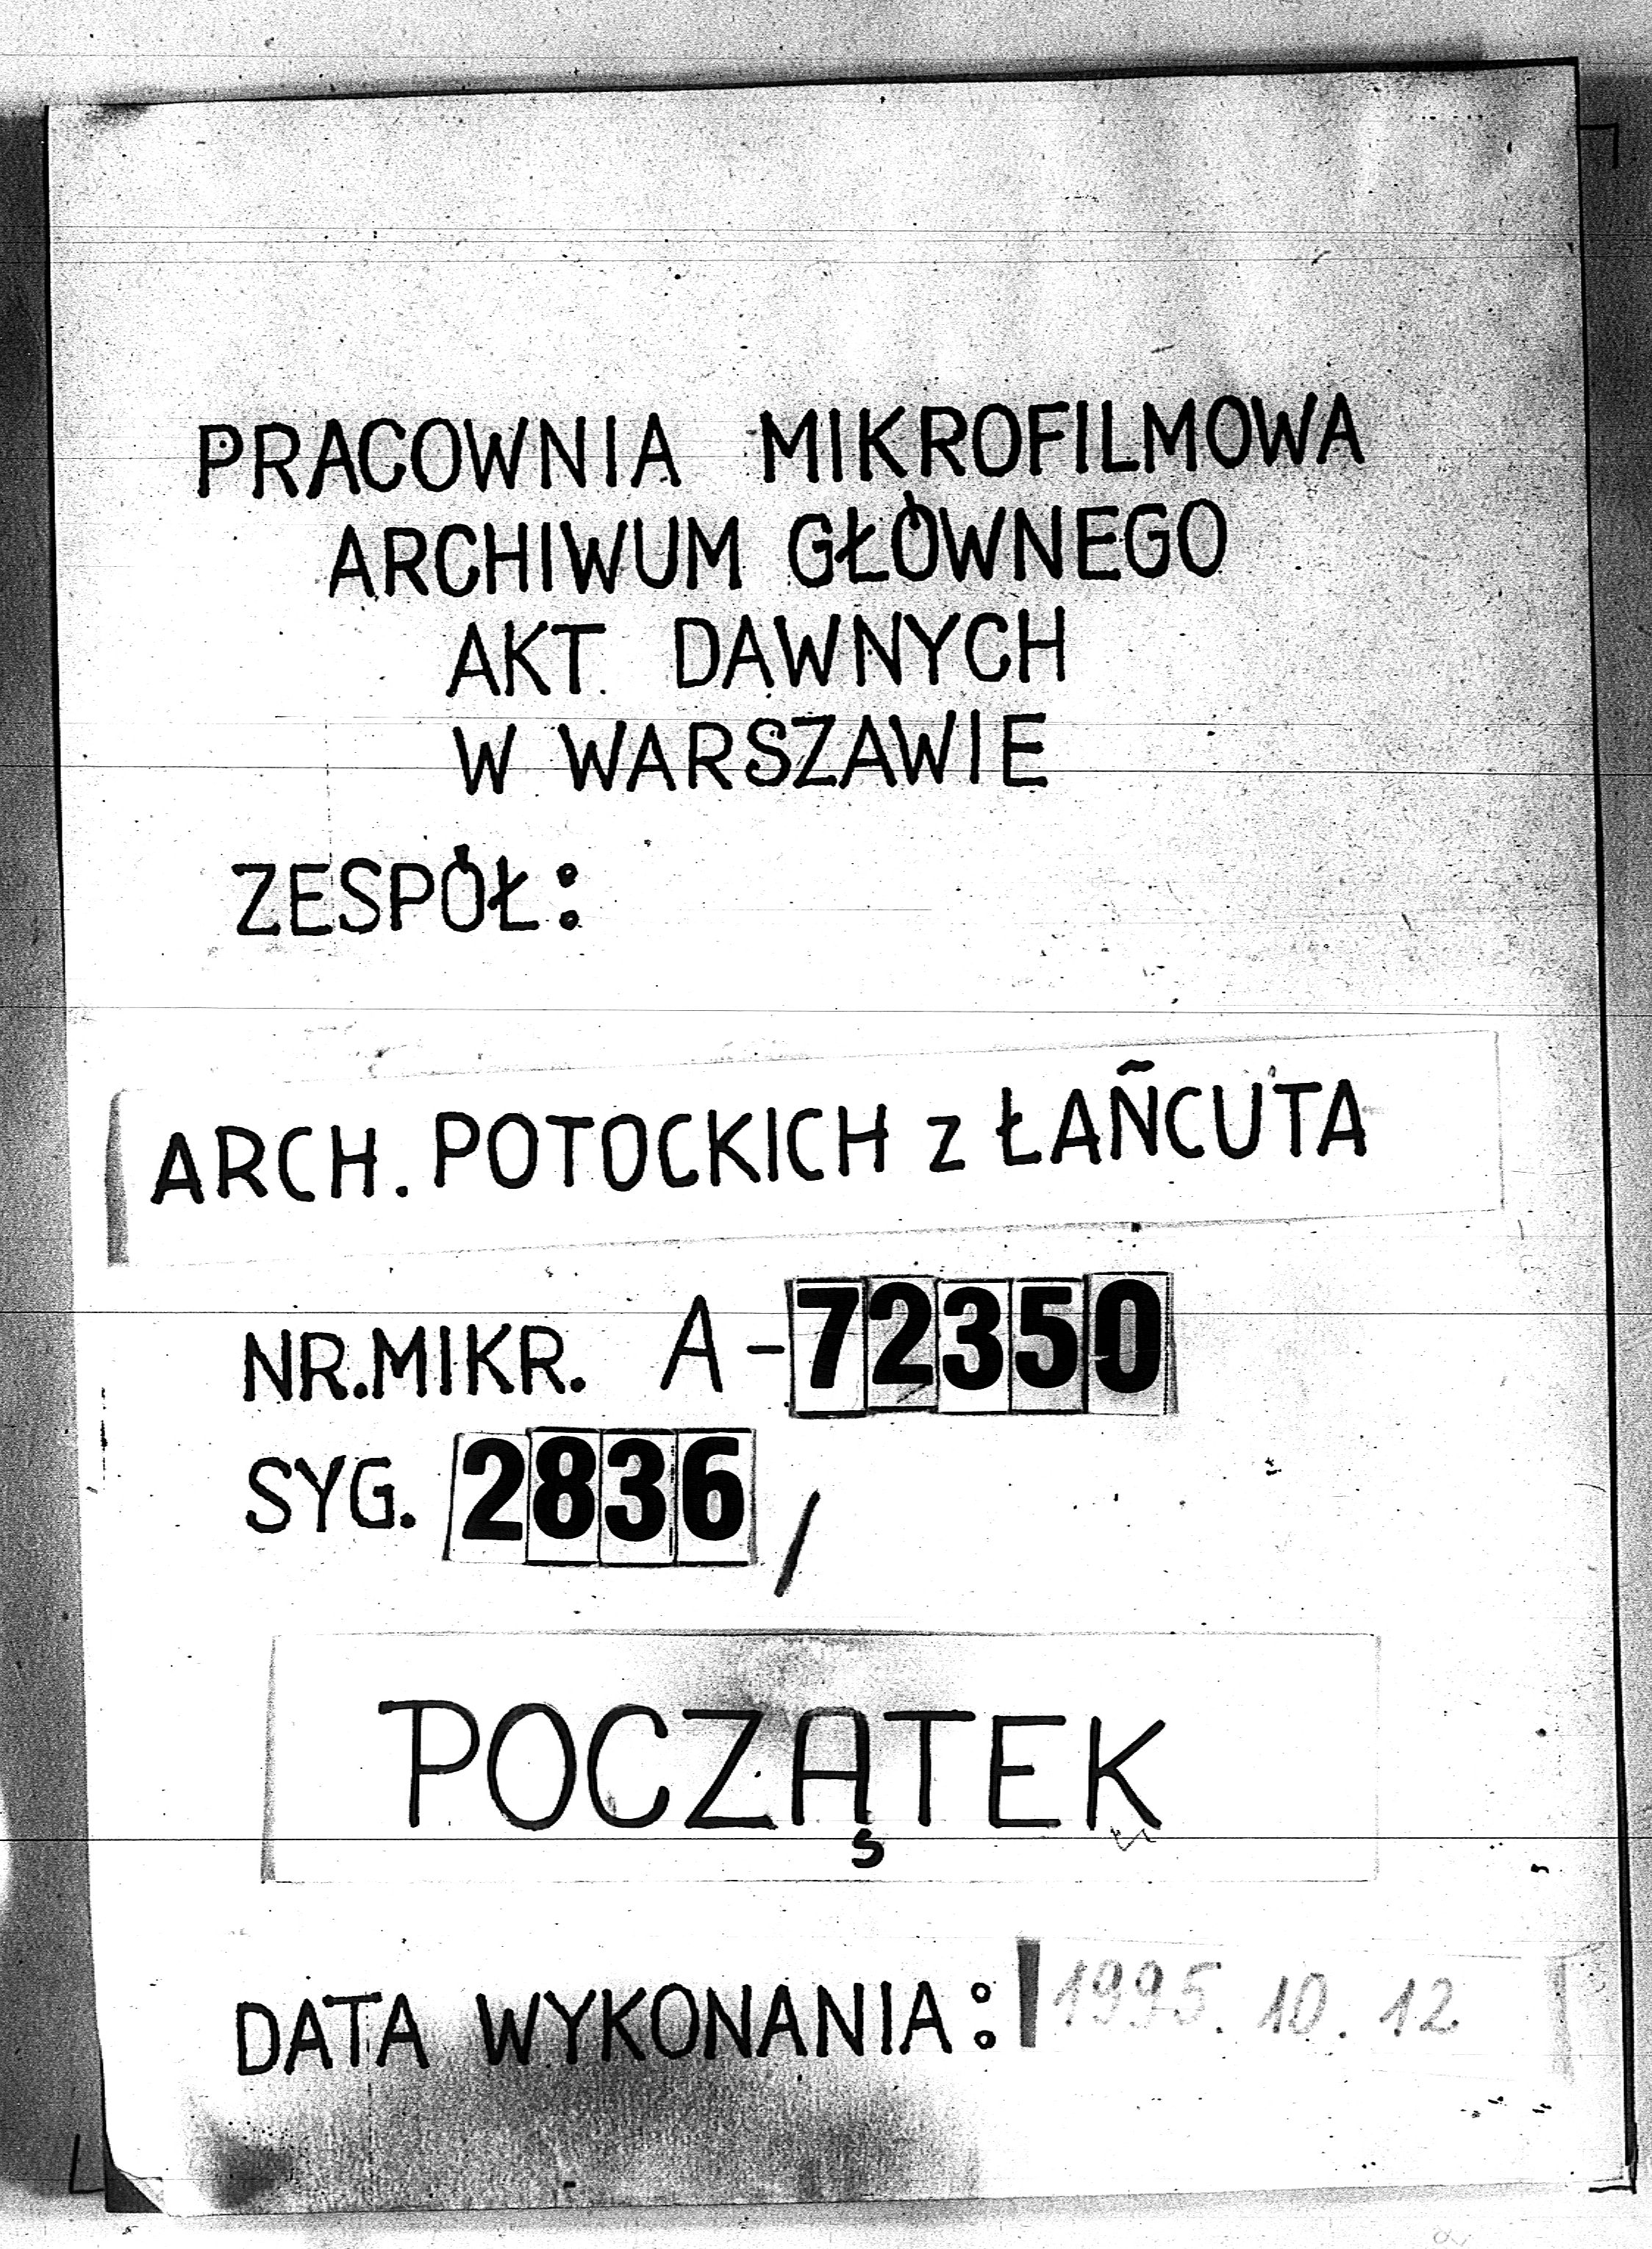 PRACOWNIA MIKROFILMOWA
ARCHIWUM GŁÓWNEGO
AKT DAWNYCH
W WARSZAWIE
ZESPÓŁ:
ARCH. POTOCKICH z ŁAŃCUTA
NR. MIKR. A-72350
SYG. 2836 /
POCZĄTEK
DATA WYKONANIA: 1995. 10. 12